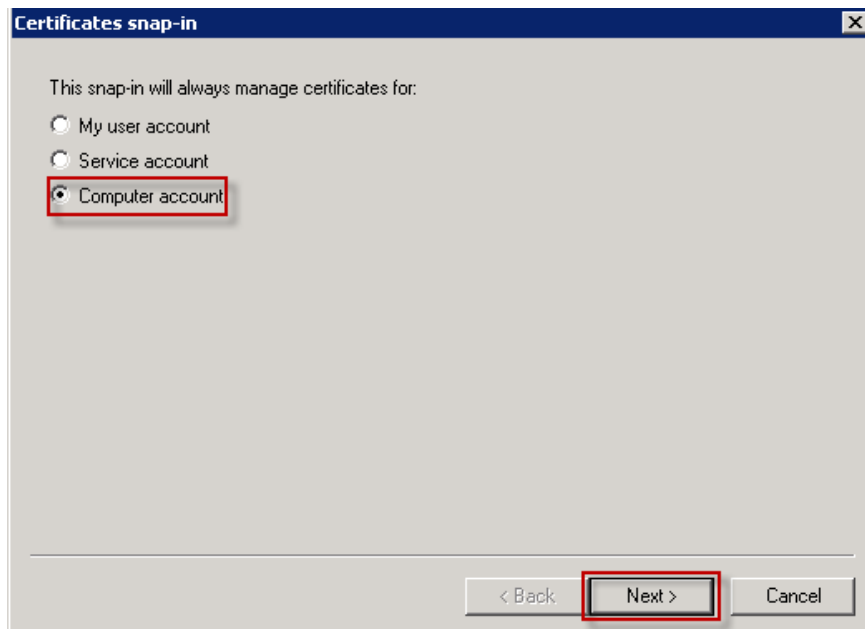 Certificates snap-in
This snap-in will always manage certificates for:
My user account
Service account
Computer account
< Back
Next >
Cancel